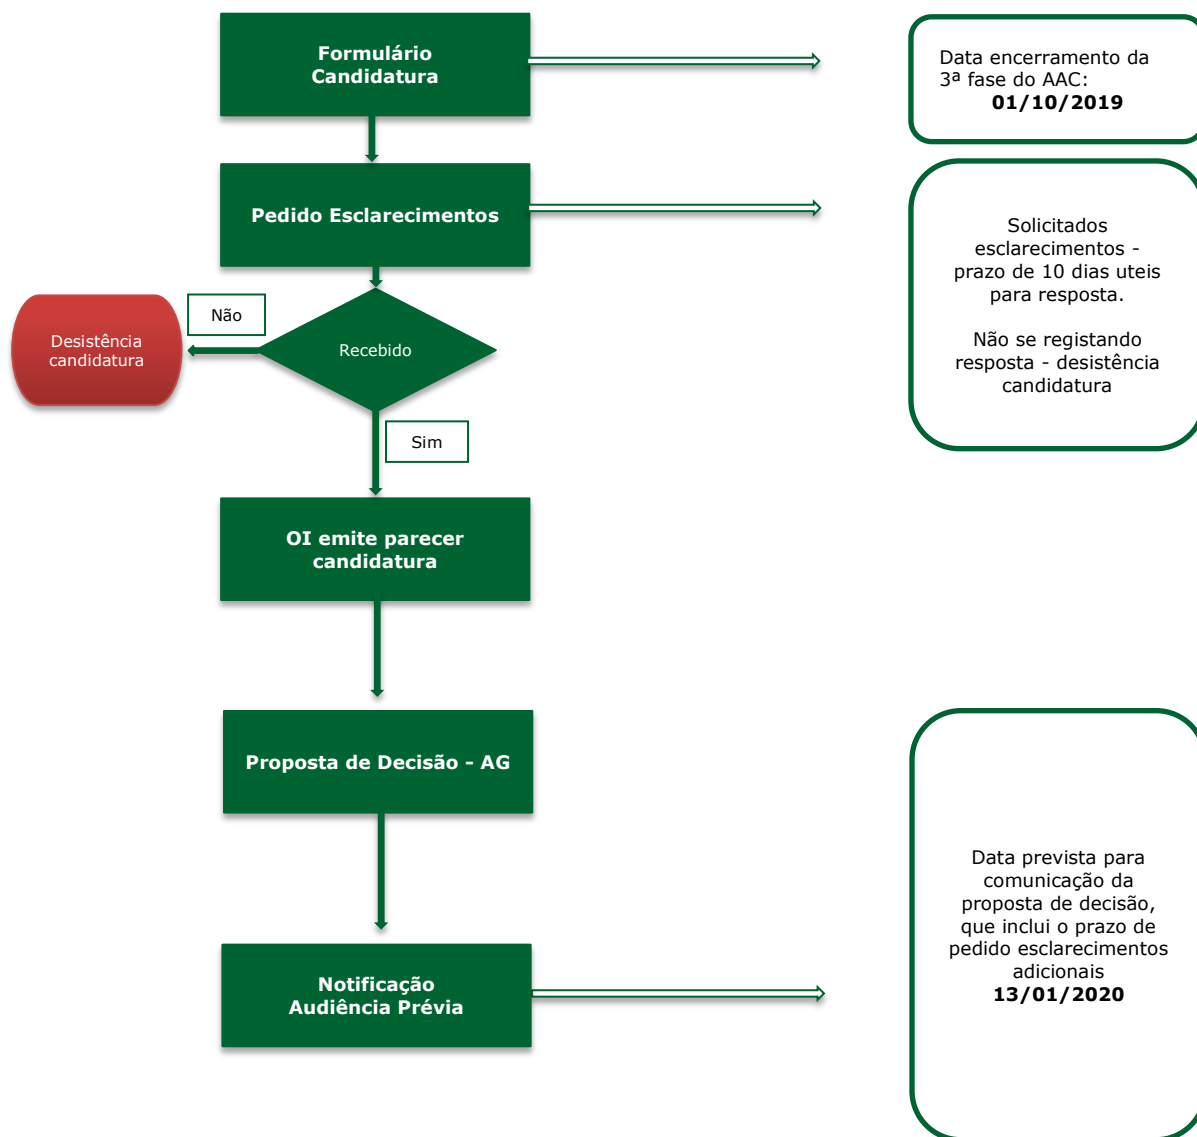 Formulário
Candidatura
Data encerramento da
3ª fase do AAC:
01/10/2019
Pedido Esclarecimentos
Solicitados
esclarecimentos -
prazo de 10 dias uteis
para resposta.
Não se registando
resposta - desistência
candidatura
Não
Desistência
candidatura
Recebido
Sim
OI emite parecer
candidatura
Proposta de Decisão - AG
Notificação
Audiência Prévia
Data prevista para
comunicação da
proposta de decisão,
que inclui o prazo de
pedido esclarecimentos
adicionais
13/01/2020